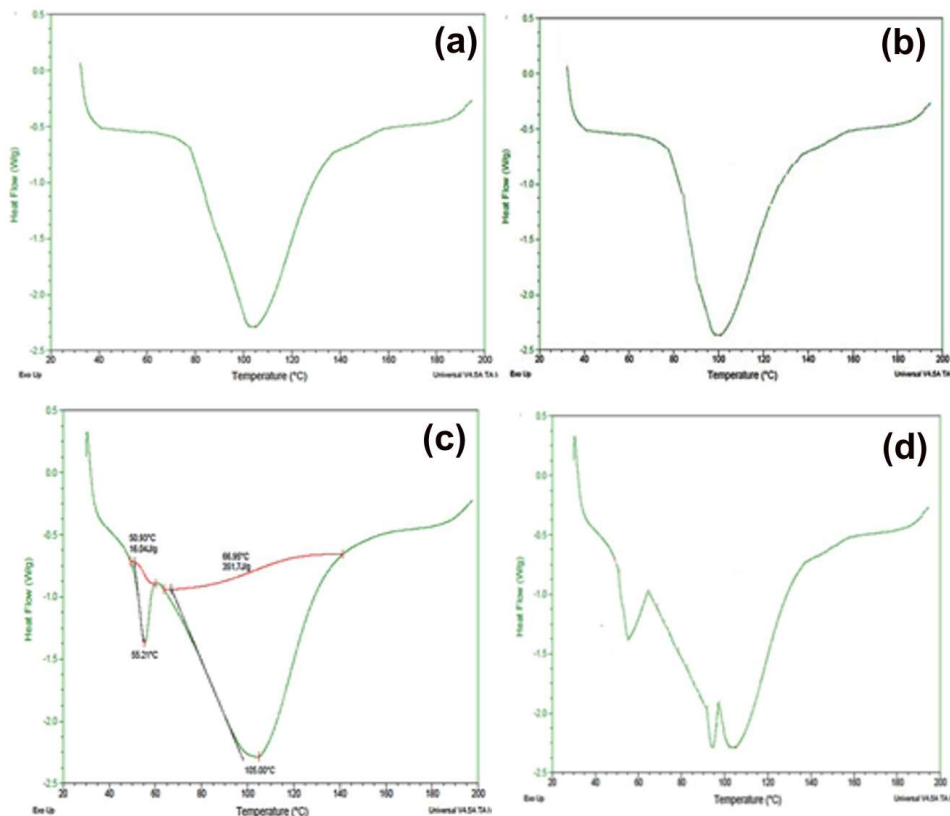 (a)
0.5
0.0
-0.5
-1.0
-1.5
-2.0
-2.5
Heat Flow (W/g)
20 40 60 80 100 120 140 160 180 200
Exo Up Temperature (°C) Universal V4.5A TA I
(b)
0.5
0.0
-0.5
-1.0
-1.5
-2.0
-2.5
Heat Flow (W/g)
20 40 60 80 100 120 140 160 180 200
Exo Up Temperature (°C) Universal V4.5A TA I
(c)
0.5
0.0
-0.5
-1.0
-1.5
-2.0
-2.5
Heat Flow (W/g)
50.93°C
16.04J/g
66.95°C
351.7J/g
55.21°C
105.00°C
20 40 60 80 100 120 140 160 180 200
Exo Up Temperature (°C) Universal V4.5A TA I
(d)
0.5
0.0
-0.5
-1.0
-1.5
-2.0
-2.5
Heat Flow (W/g)
20 40 60 80 100 120 140 160 180 200
Exo Up Temperature (°C) Universal V4.5A TA I